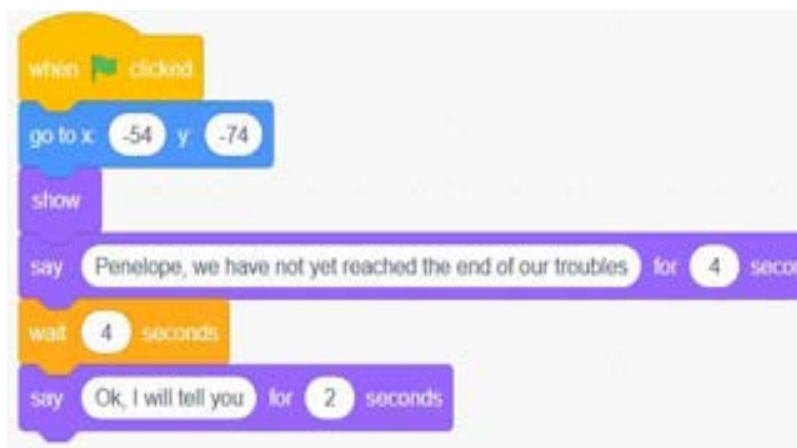 when clicked
go to x: -54 y: -74
show
say Penelope, we have not yet reached the end of our troubles for 4 secon
wait 4 seconds
say Ok, I will tell you for 2 seconds